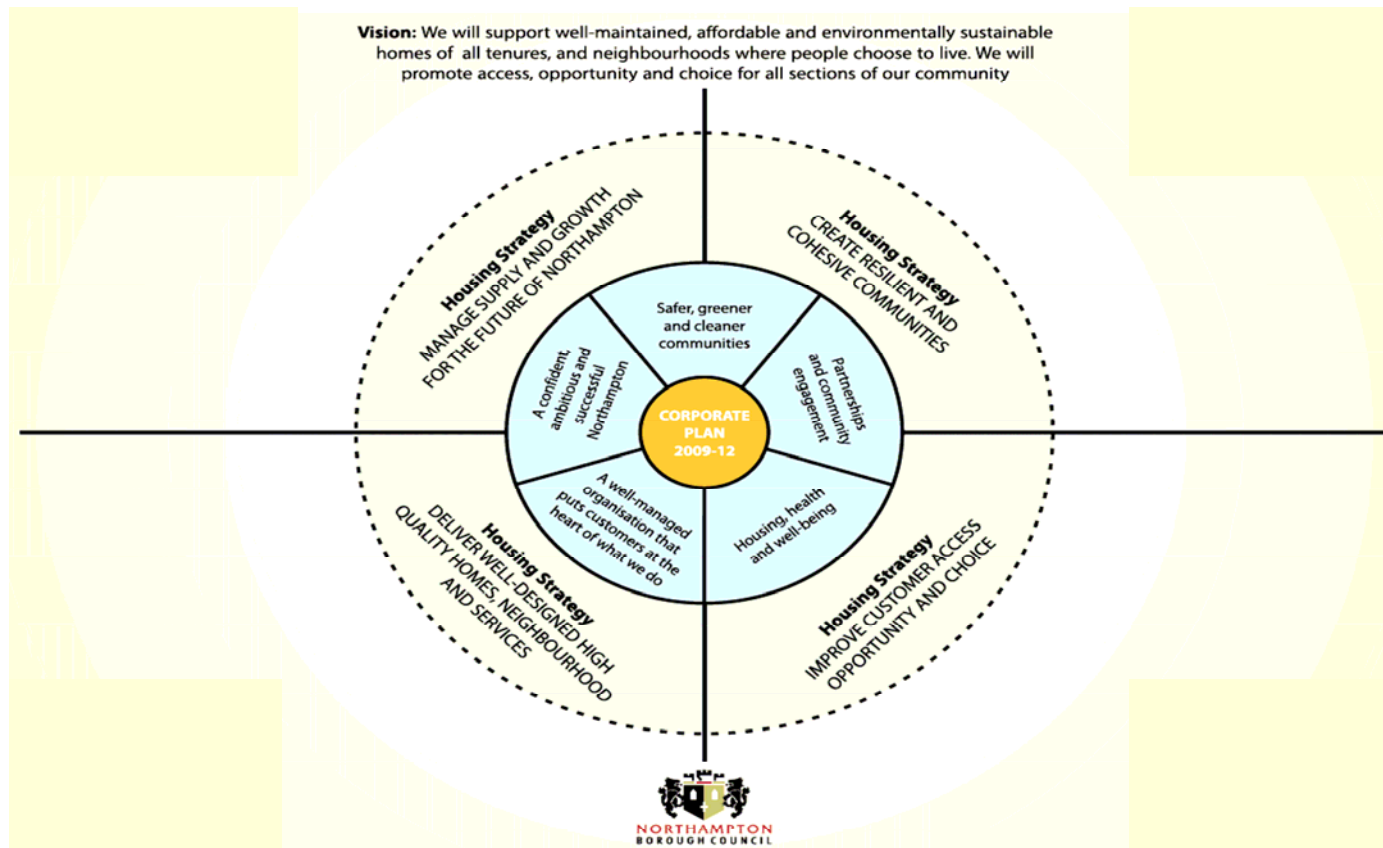 Vision: We will support well-maintained, affordable and environmentally sustainable
homes of all tenures, and neighbourhoods where people choose to live. We will
promote access, opportunity and choice for all sections of our community
Housing Strategy
MANAGE SUPPLY AND GROWTH
FOR THE FUTURE OF NORTHAMPTON
Housing Strategy
CREATE RESILIENT AND
COHESIVE COMMUNITIES
Safer, greener
and cleaner
communities
A confident,
ambitious and
successful
Northampton
Partnerships
and community
engagement
CORPORATE
PLAN
2009-12
A well-managed
organisation that
puts customers at the
heart of what we do
Housing, health
and well-being
Housing Strategy
DELIVER WELL-DESIGNED HIGH
QUALITY HOMES, NEIGHBOURHOOD
AND SERVICES
Housing Strategy
IMPROVE CUSTOMER ACCESS
OPPORTUNITY AND CHOICE
NORTHAMPTON
BOROUGH COUNCIL